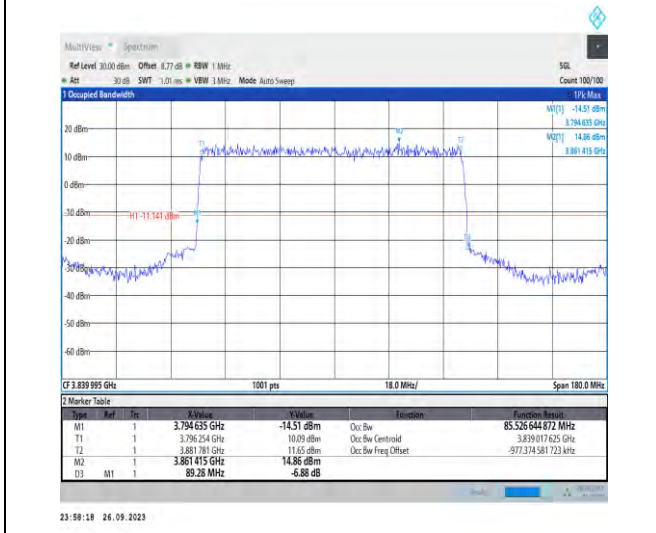 MultiView Spectrum
Ref Level 30.00 dBm Offset 8.77 dB RBW 1 MHz SGL
Att 30 dB SWT 1.01 ms VBW 3 MHz Mode Auto Sweep Count 100/100
1 Occupied Bandwidth 1Pk Max
M1[1] -14.51 dBm
3.794 635 GHz
M2[1] 14.86 dBm
3.861 415 GHz
20 dBm
10 dBm
0 dBm
-10 dBm
H1 -11.141 dBm
-20 dBm
-30 dBm
-40 dBm
-50 dBm
-60 dBm
T1
M2
T2
M1
CF 3.839 995 GHz 1001 pts 18.0 MHz/ Span 180.0 MHz
2 Marker Table
Type Ref Trc X-Value Y-Value Function Function Result
M1 1 3.794 635 GHz -14.51 dBm Occ Bw 85.526 644 872 MHz
T1 1 3.796 254 GHz 10.09 dBm Occ Bw Centroid 3.839 017 625 GHz
T2 1 3.881 781 GHz 11.65 dBm Occ Bw Freq Offset -977.374 581 723 kHz
M2 1 3.861 415 GHz 14.86 dBm
D3 M1 1 89.28 MHz -6.88 dB
23:58:18 26.09.2023